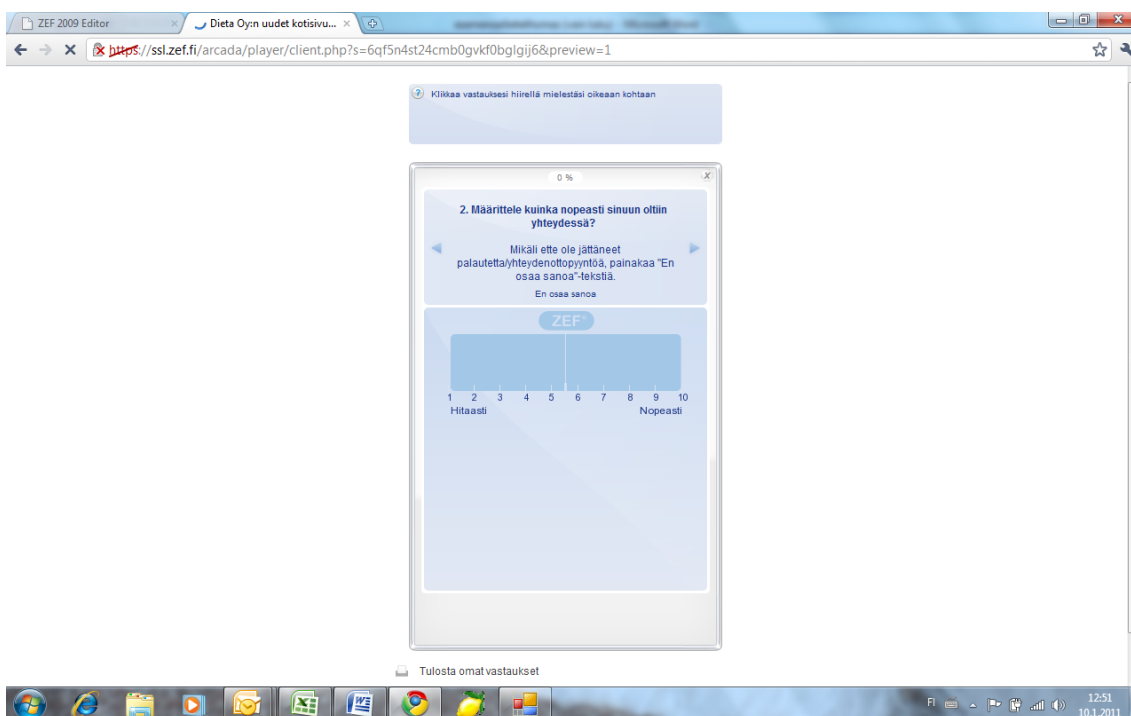 ZEF 2009 Editor
Dieta Oy:n uudet kotisivu...
https://ssl.zef.fi/arcada/player/client.php?s=6qf5n4st24cmb0gvkf0bglgij6&preview=1
Klikkaa vastauksesi hiirellä mielestäsi oikeaan kohtaan
0 %
2. Määrittele kuinka nopeasti sinuun oltiin
yhteydessä?
Mikäli ette ole jättäneet
palautetta/yhteydenottopyyntöä, painakaa "En
osaa sanoa"-tekstiä.
En osaa sanoa
ZEF
1 2 3 4 5 6 7 8 9 10
Hitaasti Nopeasti
Tulosta omat vastaukset
FI
12:51
10.1.2011